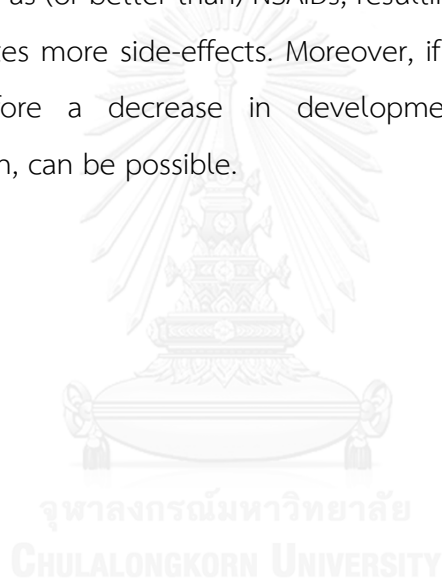 as (or better than) NSAIDs, resulti
tes more side-effects. Moreover, if
fore a decrease in developme
n, can be possible.
จุฬาลงกรณ์มหาวิทยาลัย
CHULALONGKORN UNIVERSITY